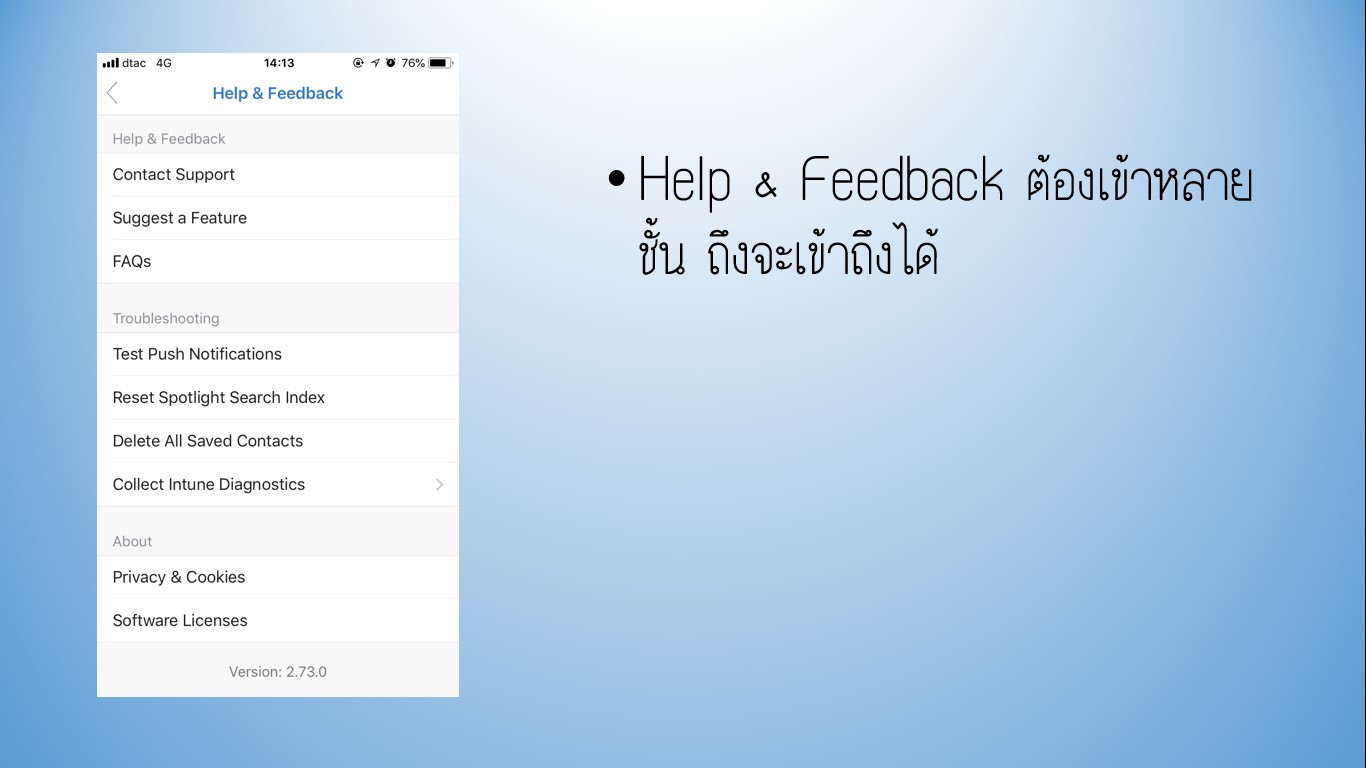 dtac 4G 14:13 76%
Help & Feedback
Help & Feedback
Contact Support
Suggest a Feature
FAQs
Troubleshooting
Test Push Notifications
Reset Spotlight Search Index
Delete All Saved Contacts
Collect Intune Diagnostics
About
Privacy & Cookies
Software Licenses
Version: 2.73.0
• Help & Feedback ต้องเข้าหลาย
ชั้น ถึงจะเข้าถึงได้